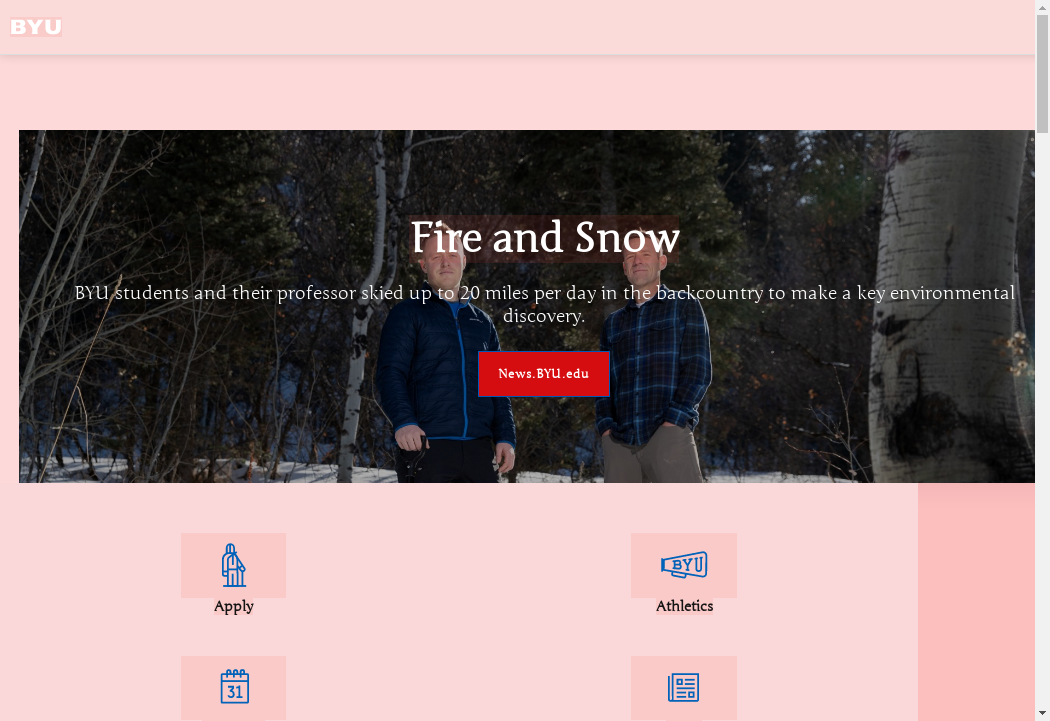 BYU
Fire and Snow
BYU students and their professor skied up to 20 miles per day in the backcountry to make a key environmental
discovery.
News.BYU.edu
BYU
Apply
Athletics
31